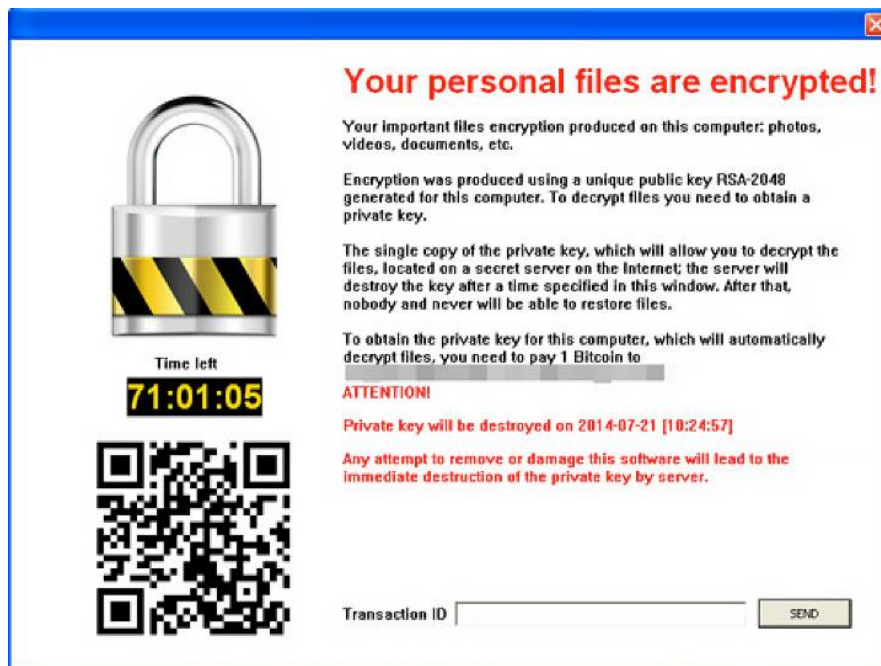 Your personal files are encrypted!
Your important files encryption produced on this computer: photos,
videos, documents, etc.
Encryption was produced using a unique public key RSA-2048
generated for this computer. To decrypt files you need to obtain a
private key.
The single copy of the private key, which will allow you to decrypt the
files, located on a secret server on the Internet; the server will
destroy the key after a time specified in this window. After that,
nobody and never will be able to restore files.
To obtain the private key for this computer, which will automatically
decrypt files, you need to pay 1 Bitcoin to
ATTENTION!
Private key will be destroyed on 2014-07-21 [10:24:57]
Any attempt to remove or damage this software will lead to the
immediate destruction of the private key by server.
Time left
71:01:05
Transaction ID
SEND